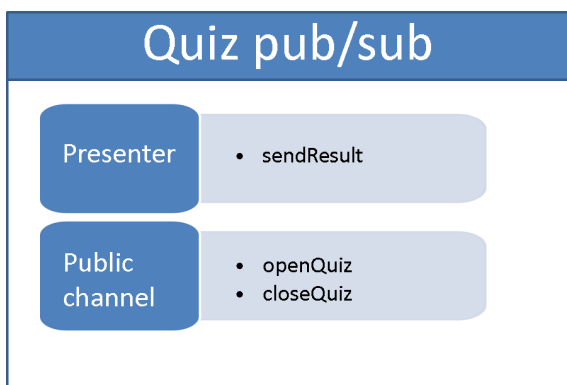 Quiz pub/sub
Presenter
• sendResult
Public
channel
• openQuiz
• closeQuiz